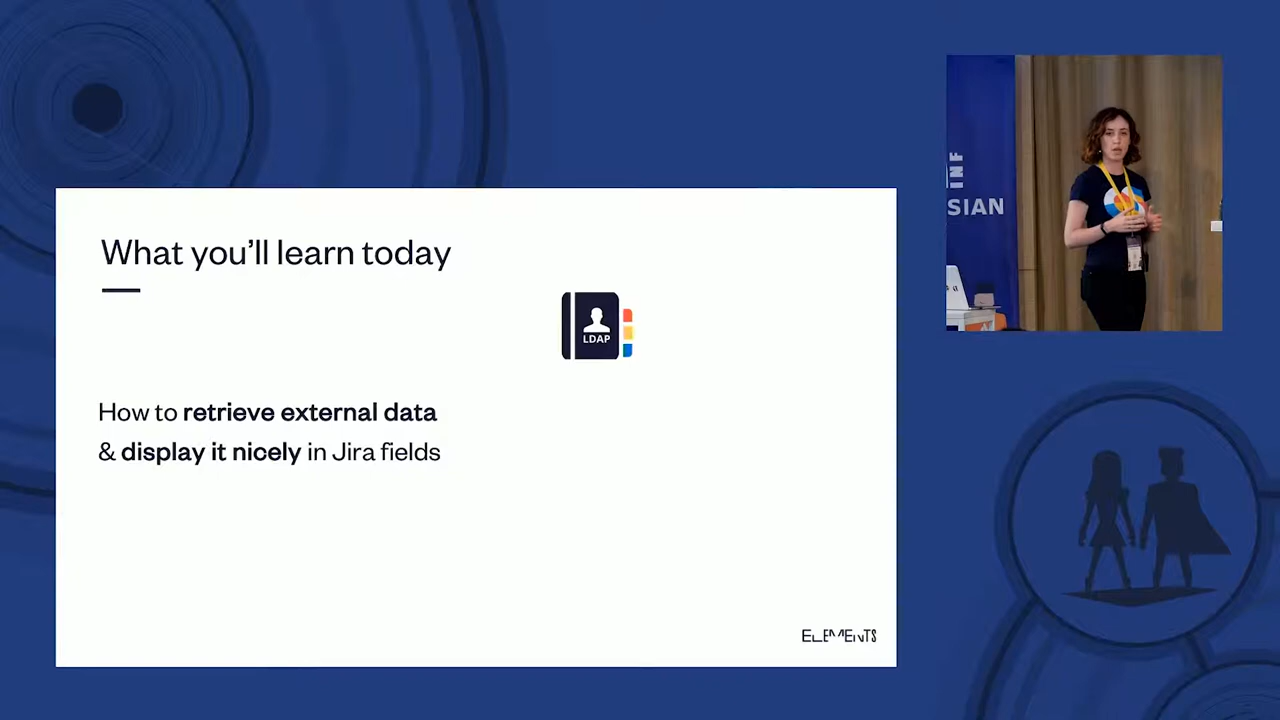 What you'll learn today
LDAP
How to retrieve external data
& display it nicely in Jira fields
ELEMENTS
INF
SIAN